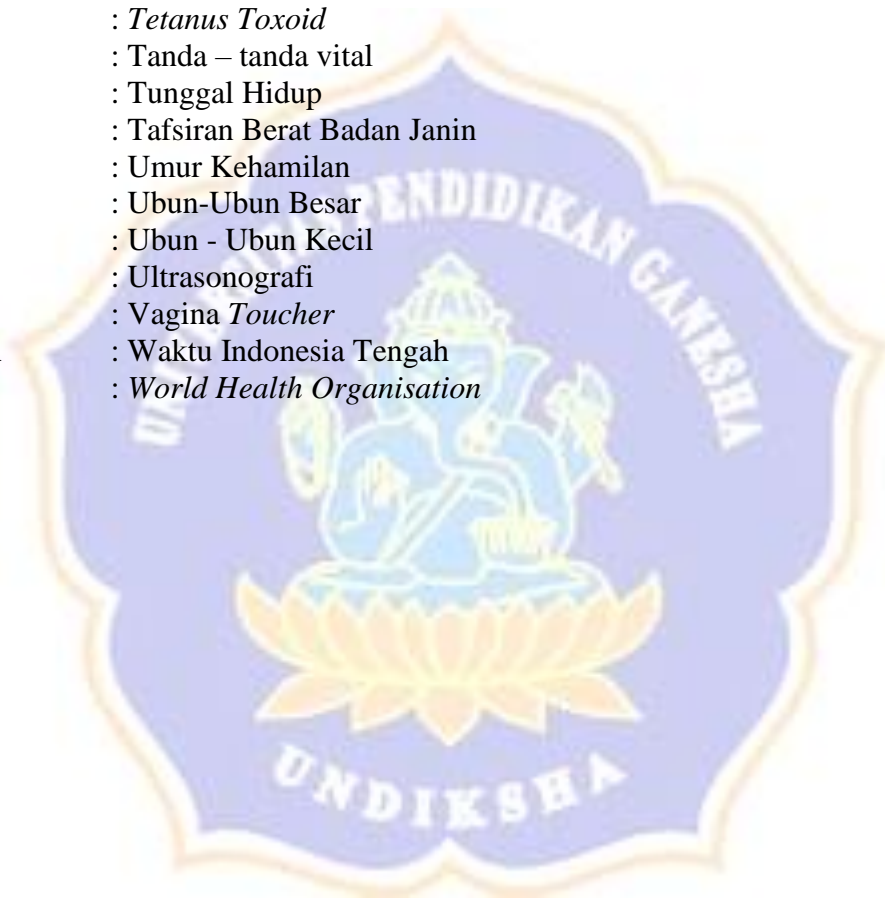 : Tetanus Toxoid
: Tanda – tanda vital
: Tunggal Hidup
: Tafsiran Berat Badan Janin
: Umur Kehamilan
: Ubun-Ubun Besar
: Ubun - Ubun Kecil
: Ultrasonografi
: Vagina Toucher
: Waktu Indonesia Tengah
: World Health Organisation
UNIVERSITAS PENDIDIKAN GANESHA
UNDIKSHA